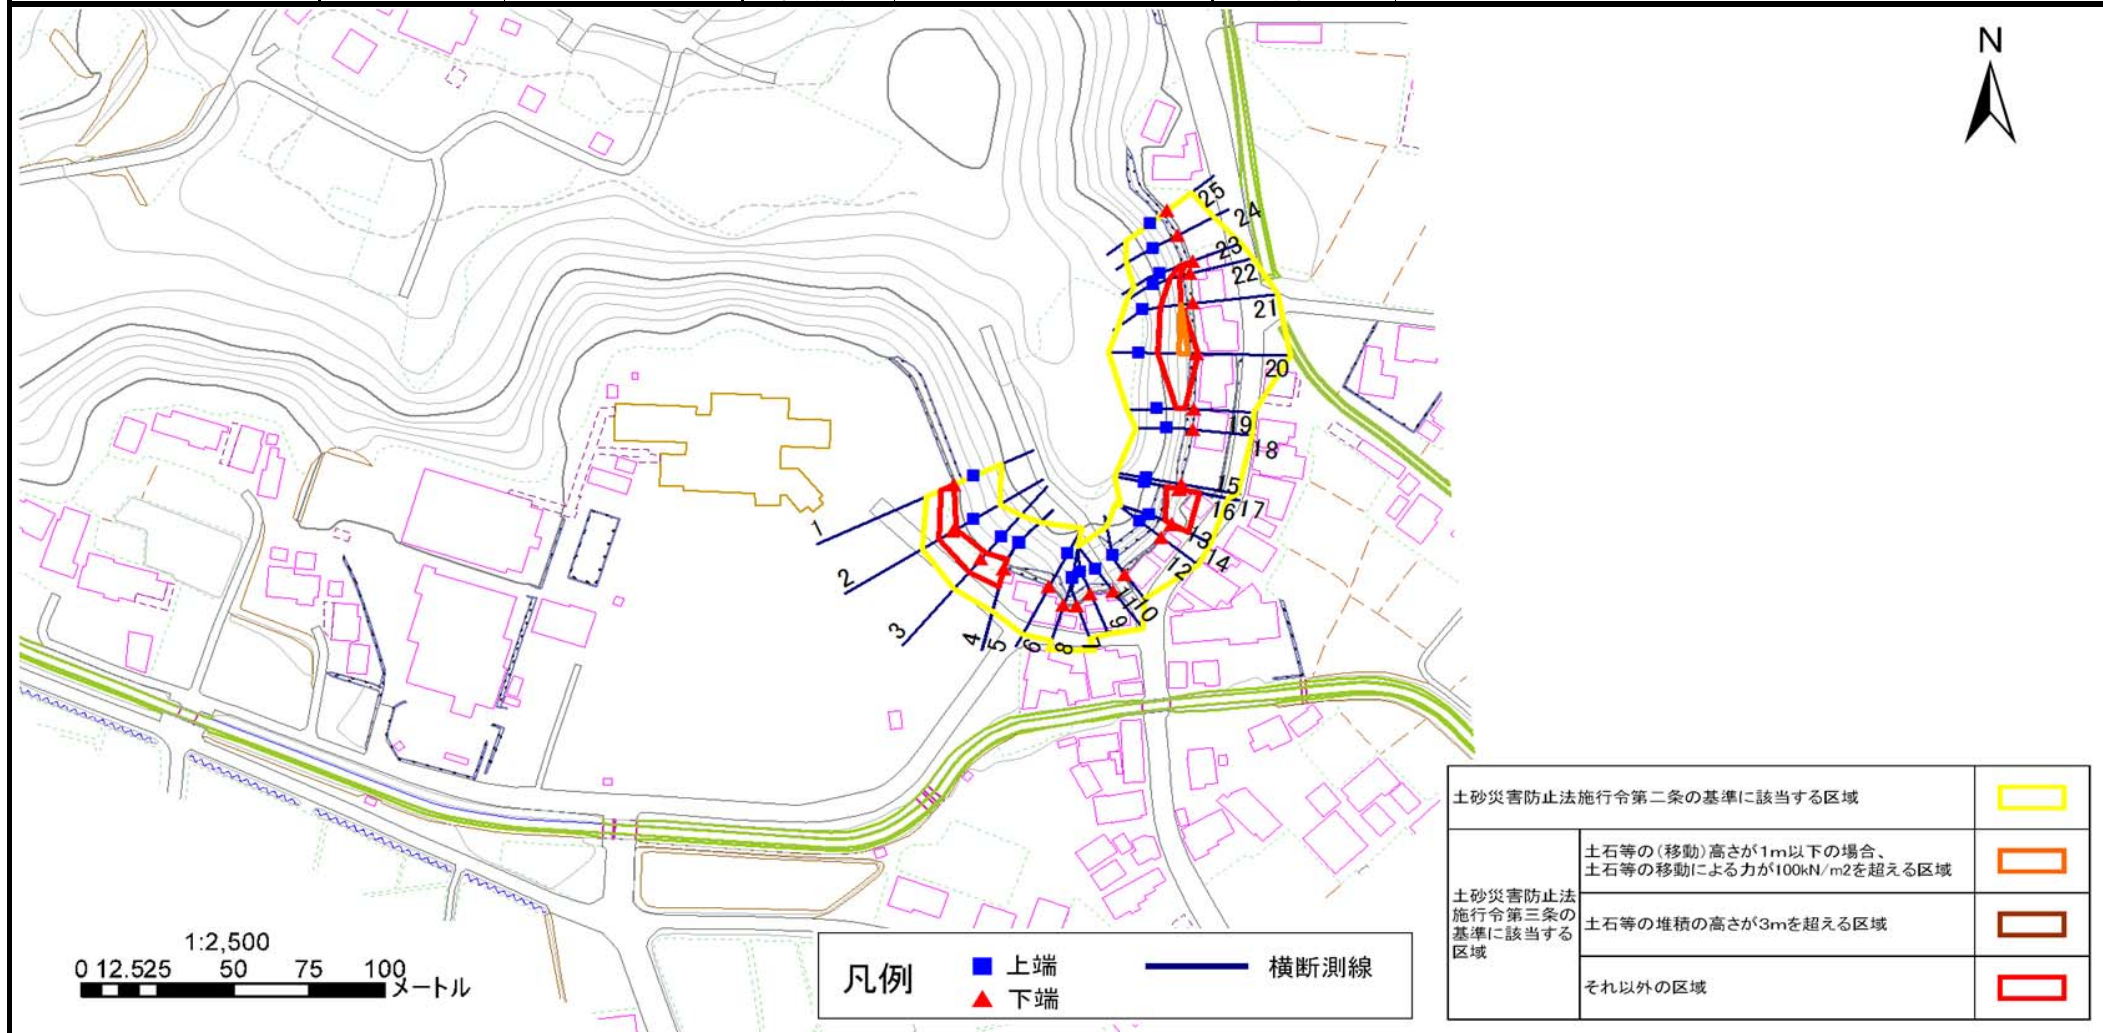 N
25
24
23
22
21
20
19
18
15
16
17
13
14
12
11
10
9
7
8
6
5
4
3
2
1
土砂災害防止法施行令第二条の基準に該当する区域
土砂災害防止法
施行令第三条の
基準に該当する
区域
土石等の(移動)高さが1m以下の場合、
土石等の移動による力が100kN/m2を超える区域
土石等の堆積の高さが3mを超える区域
それ以外の区域
1:2,500
0 12.525 50 75 100
メートル
凡例
上端
下端
横断測線